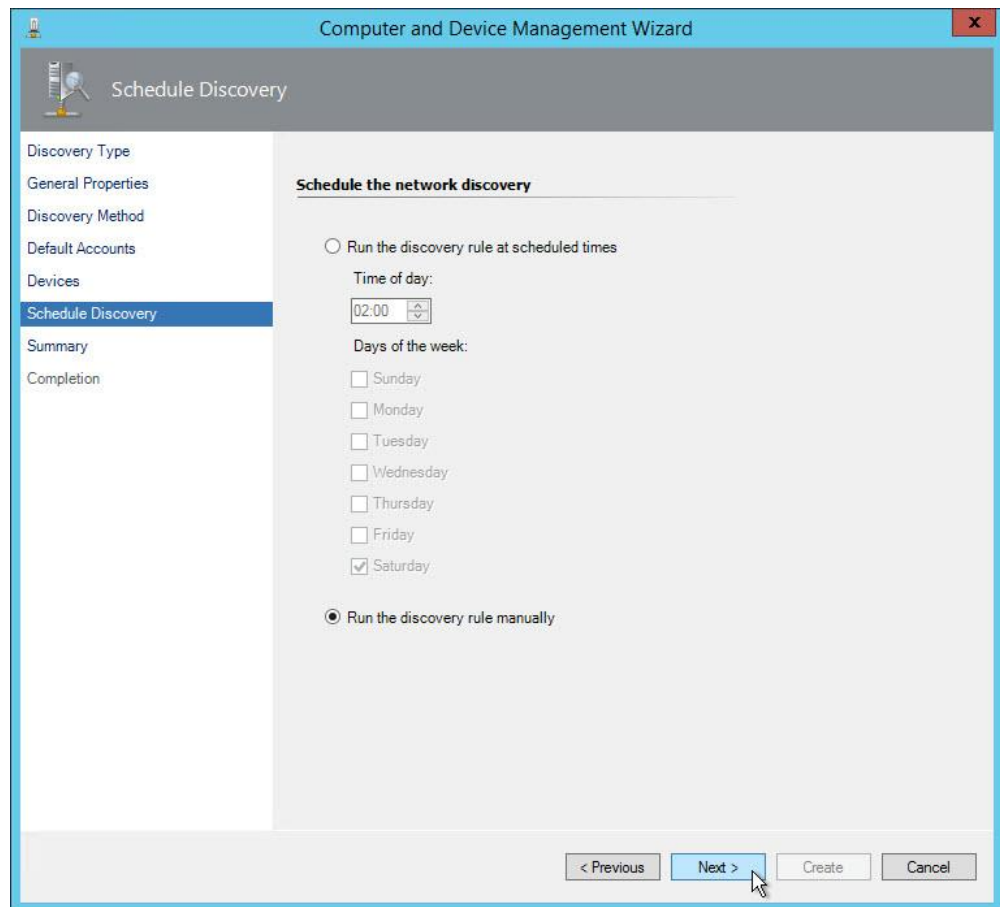 Computer and Device Management Wizard
x
Schedule Discovery
Discovery Type
General Properties
Discovery Method
Default Accounts
Devices
Schedule Discovery
Summary
Completion
Schedule the network discovery
Run the discovery rule at scheduled times
Time of day:
02:00
Days of the week:
Sunday
Monday
Tuesday
Wednesday
Thursday
Friday
Saturday
Run the discovery rule manually
< Previous
Next >
Create
Cancel